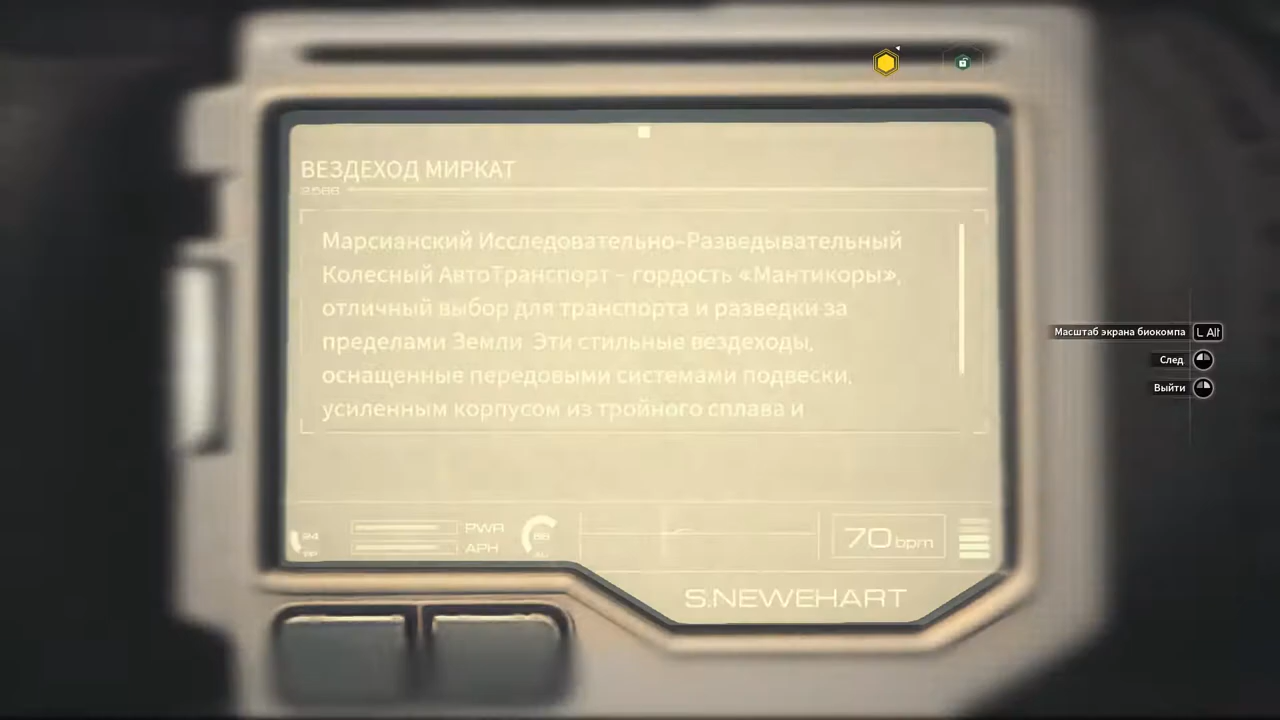 ВЕЗДЕХОД МИРКАТ
Марсианский Исследовательно-Разведывательный
Колесный АвтоТранспорт - гордость «Мантикоры»,
отличный выбор для транспорта и разведки за
пределами Земли. Эти стильные вездеходы,
оснащенные передовыми системами подвески,
усиленным корпусом из тройного сплава и
Масштаб экрана биокомпа L Alt
След
Выйти
PWR
APH
70 bpm
S.NEWEHART